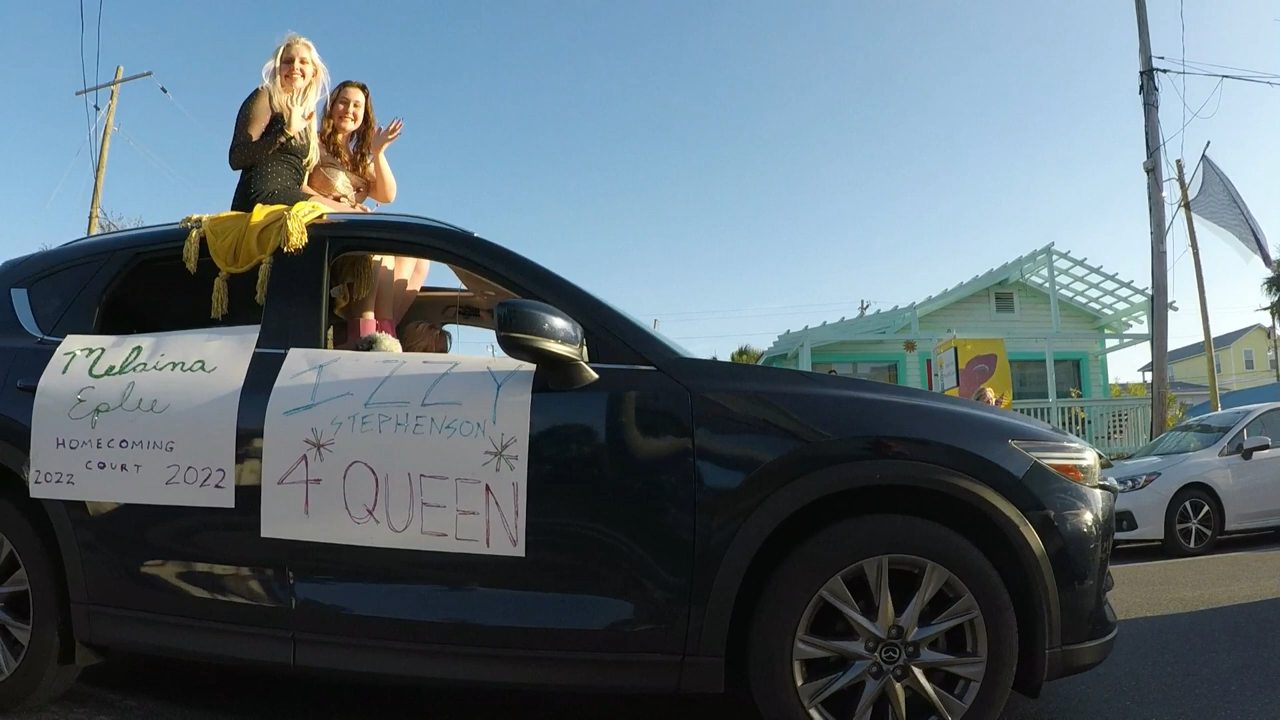 Melaina
Eplee
HOMECOMING
COURT
2022 2022
IZZY
STEPHENSON
4 QUEEN